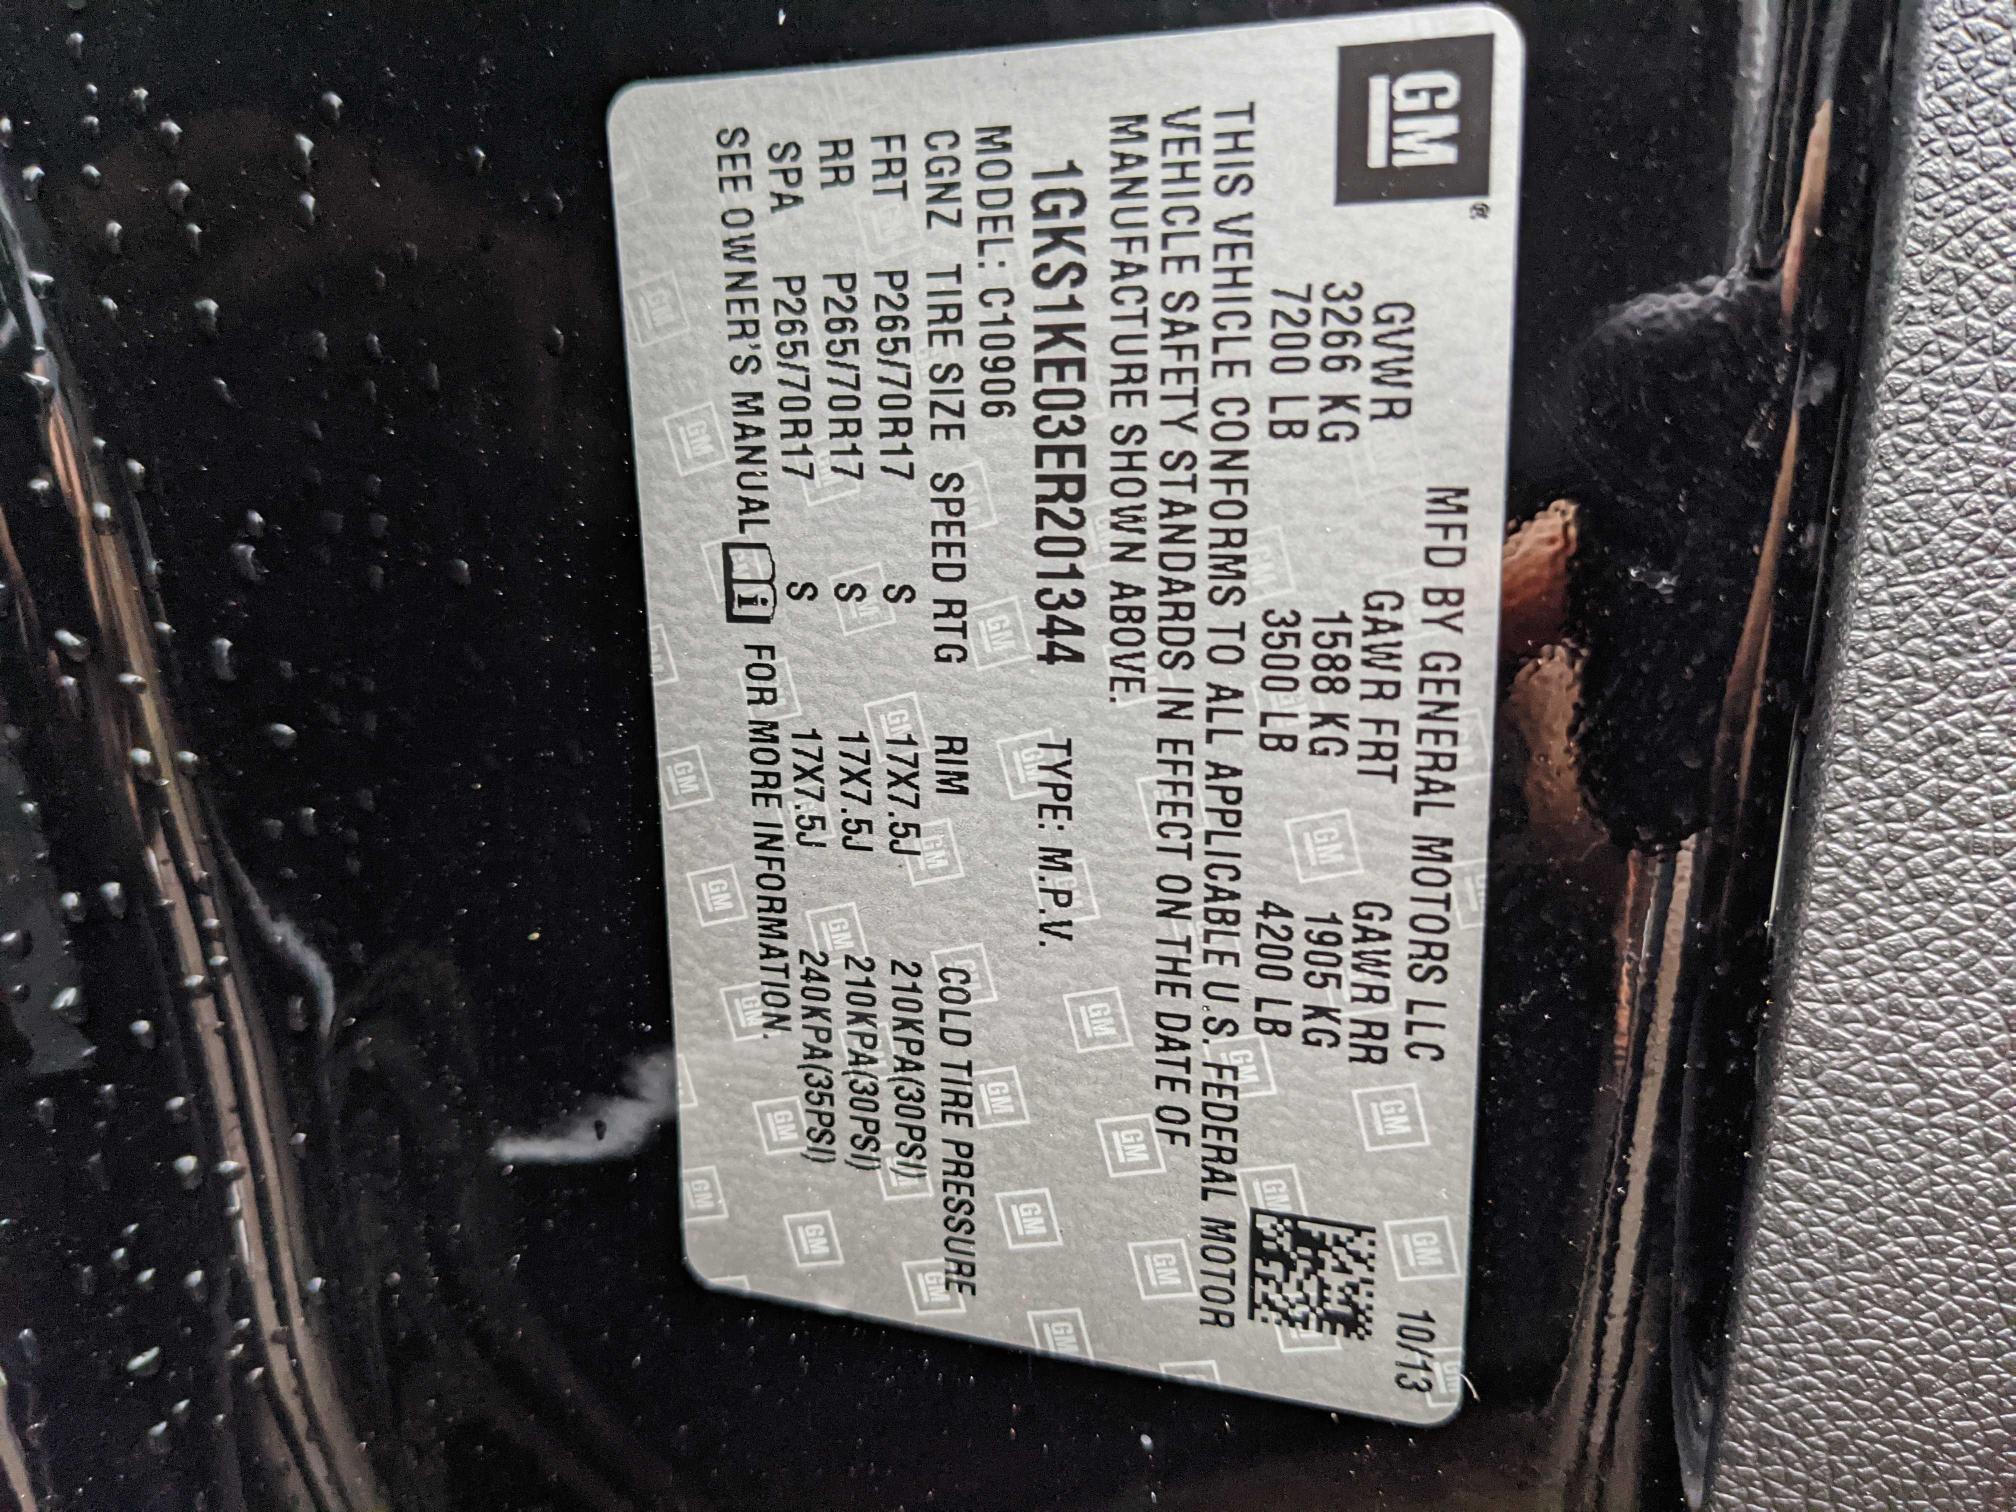 GM®
MFD BY GENERAL MOTORS LLC 10/13
GVWR GAWR FRT GAWR RR
3266 KG 1588 KG 1905 KG
7200 LB 3500 LB 4200 LB
THIS VEHICLE CONFORMS TO ALL APPLICABLE U.S. FEDERAL MOTOR
VEHICLE SAFETY STANDARDS IN EFFECT ON THE DATE OF
MANUFACTURE SHOWN ABOVE.
1GKS1KE03ER201344 TYPE: M.P.V.
MODEL: C10906
CGNZ TIRE SIZE SPEED RTG RIM COLD TIRE PRESSURE
FRT P265/70R17 S 17X7.5J 210KPA(30PSI)
RR P265/70R17 S 17X7.5J 210KPA(30PSI)
SPA P265/70R17 S 17X7.5J 240KPA(35PSI)
SEE OWNER'S MANUAL i FOR MORE INFORMATION.